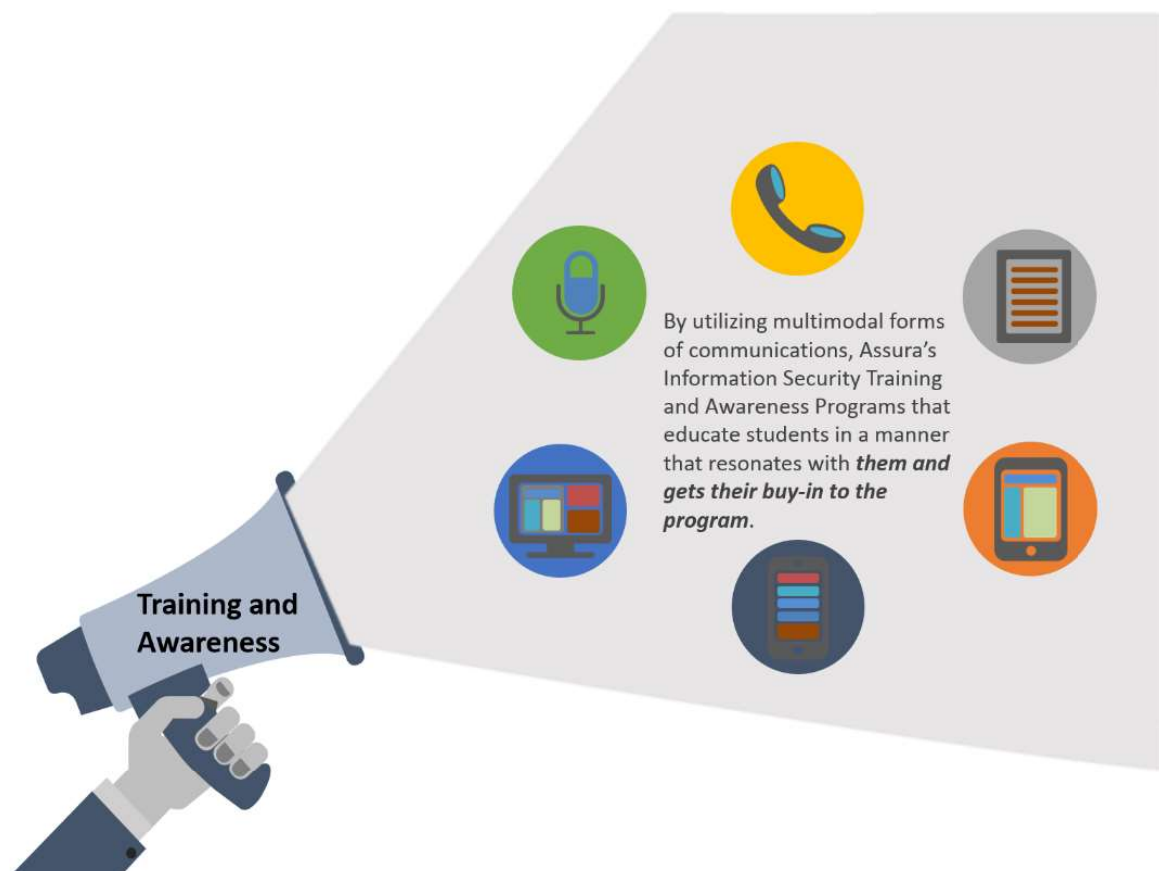 Training and
Awareness
By utilizing multimodal forms
of communications, Assura’s
Information Security Training
and Awareness Programs that
educate students in a manner
that resonates with them and
gets their buy-in to the
program.